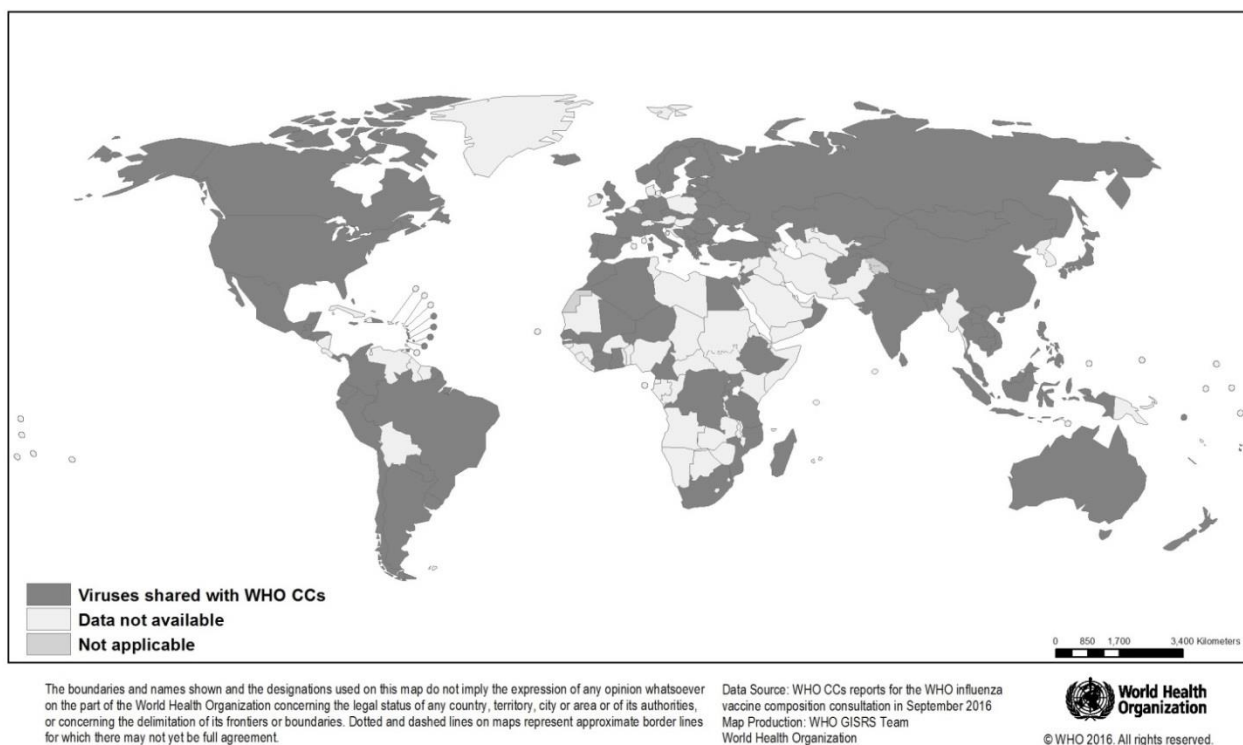 Viruses shared with WHO CCs
Data not available
Not applicable
0 850 1,700 3,400 Kilometers
The boundaries and names shown and the designations used on this map do not imply the expression of any opinion whatsoever
on the part of the World Health Organization concerning the legal status of any country, territory, city or area or of its authorities,
or concerning the delimitation of its frontiers or boundaries. Dotted and dashed lines on maps represent approximate border lines
for which there may not yet be full agreement.
Data Source: WHO CCs reports for the WHO influenza
vaccine composition consultation in September 2016
Map Production: WHO GISRS Team
World Health Organization
World Health
Organization
© WHO 2016. All rights reserved.